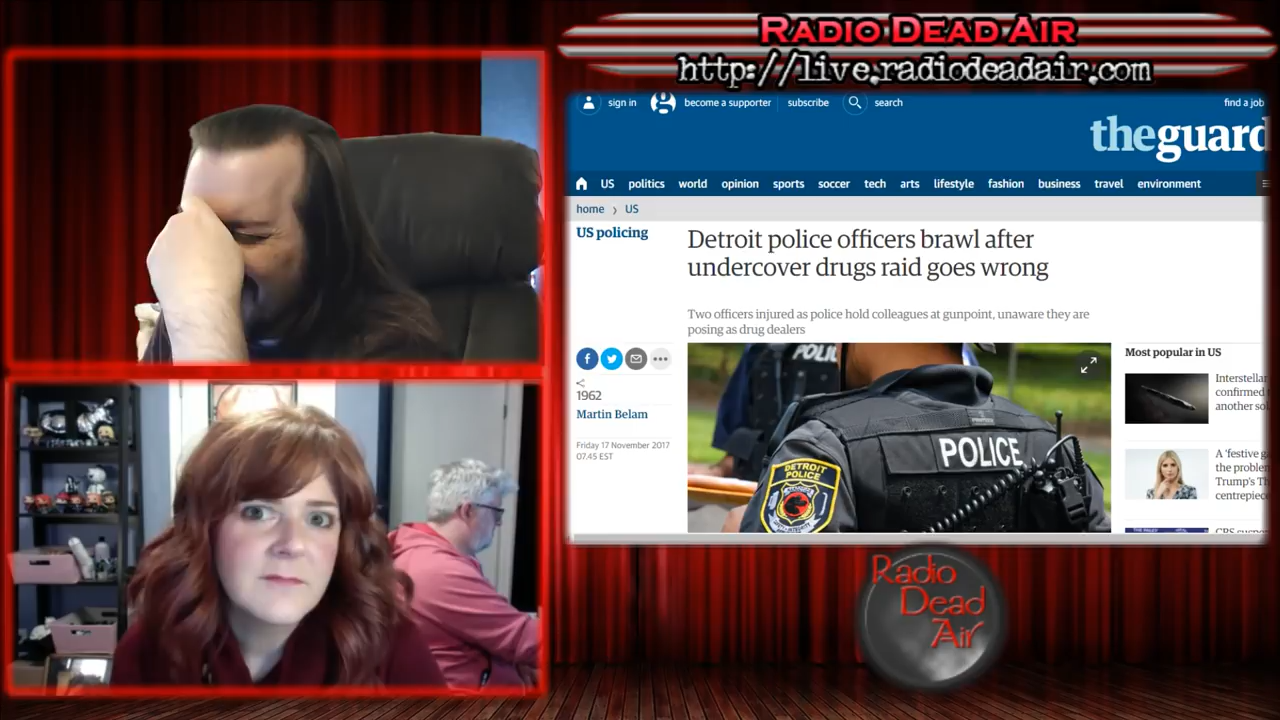 Radio Dead Air
http://live.radiodeadair.com
sign in
become a supporter
subscribe
search
find a job
theguard
US politics world opinion sports soccer tech arts lifestyle fashion business travel environment
home › US
US policing
Detroit police officers brawl after
undercover drugs raid goes wrong
Two officers injured as police hold colleagues at gunpoint, unaware they are
posing as drug dealers
1962
Martin Belam
Friday 17 November 2017
07.45 EST
POLICE
DETROIT
POLICE
Most popular in US
Interstellar
confirmed
another
A 'festive
the problem
Trump's
centrepiece
Radio
Dead
Air